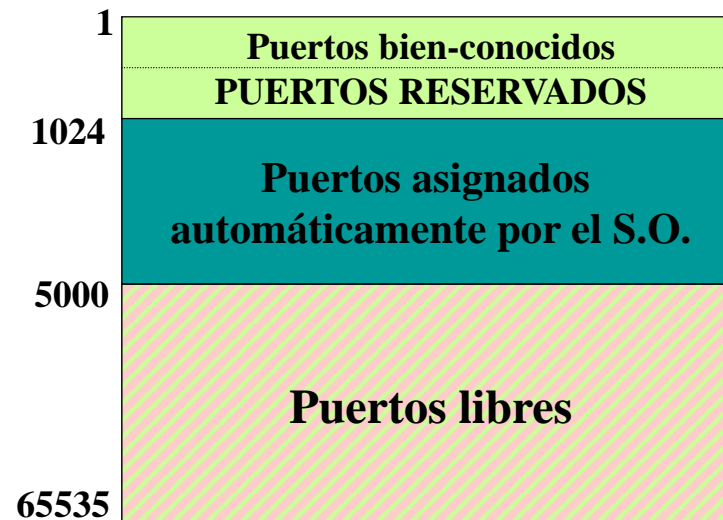 1
Puertos bien-conocidos
PUERTOS RESERVADOS
1024
Puertos asignados
automáticamente por el S.O.
5000
Puertos libres
65535